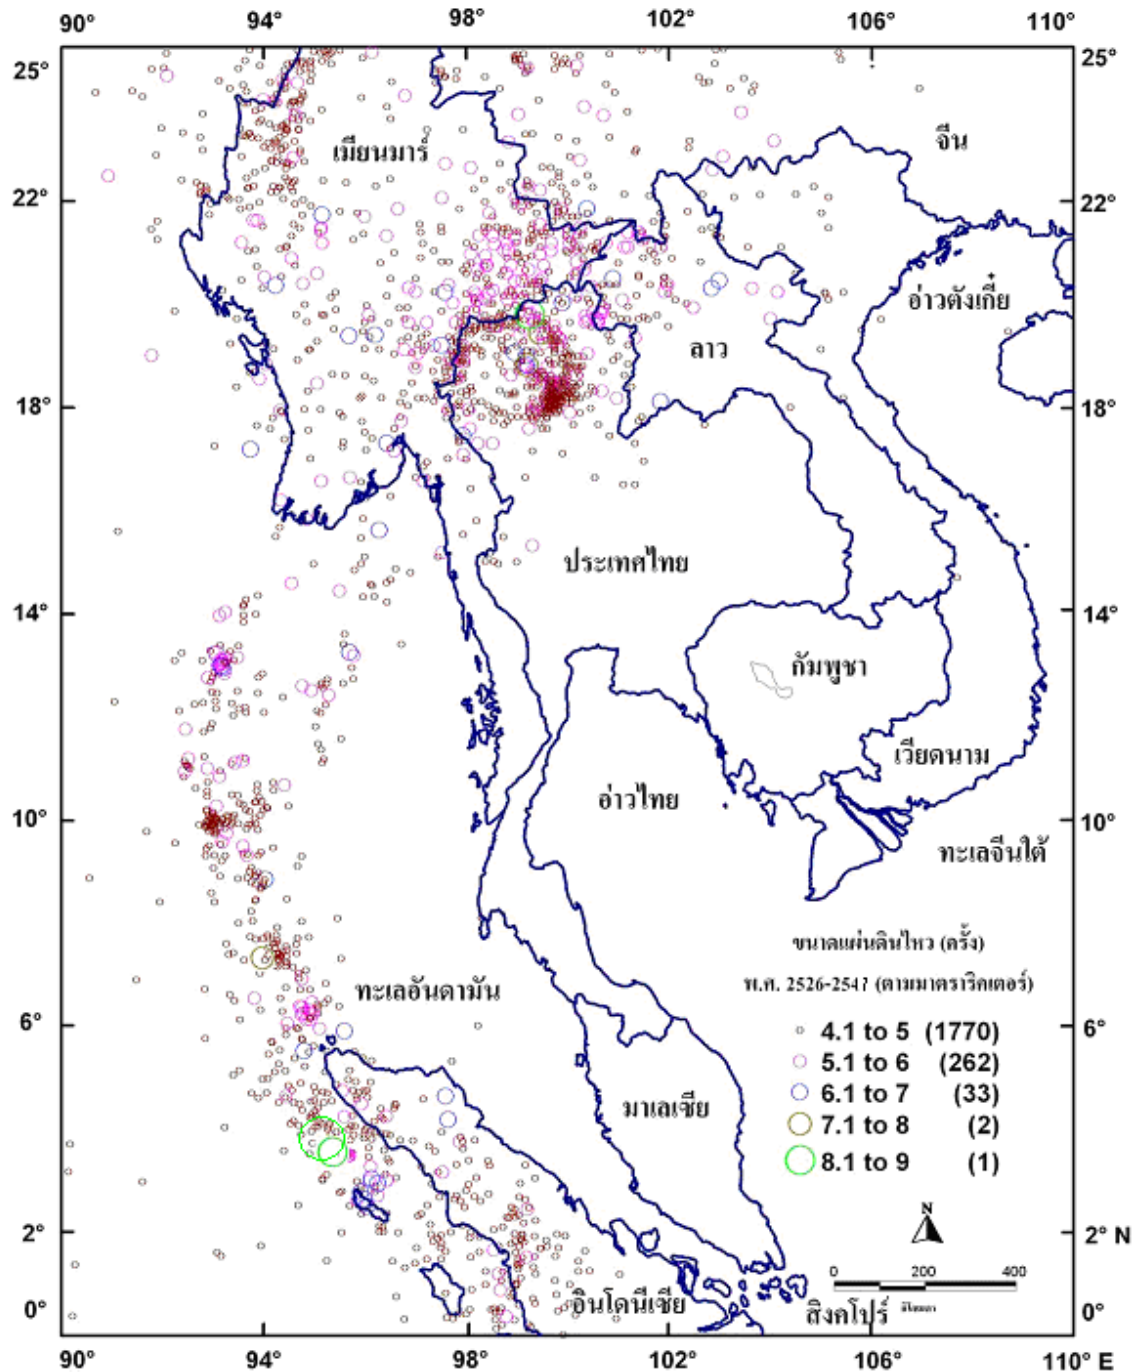 90° 94° 98° 102° 106° 110°
25° 25°
จีน
เมียนมาร์
22° 22°
อ่าวตังเกี๋ย
ลาว
18° 18°
ประเทศไทย
14° 14°
กัมพูชา
เวียดนาม
อ่าวไทย
10° 10°
ทะเลจีนใต้
ขนาดแผ่นดินไหว (ครั้ง)
พ.ศ. 2526-2547 (ตามมาตราริคเตอร์)
ทะเลอันดามัน
6° 6°
4.1 to 5 (1770)
5.1 to 6 (262)
6.1 to 7 (33)
7.1 to 8 (2)
8.1 to 9 (1)
มาเลเซีย
N
2° 2° N
0 200 400
อินโดนีเซีย
สิงคโปร์
0° 0°
90° 94° 98° 102° 106° 110° E